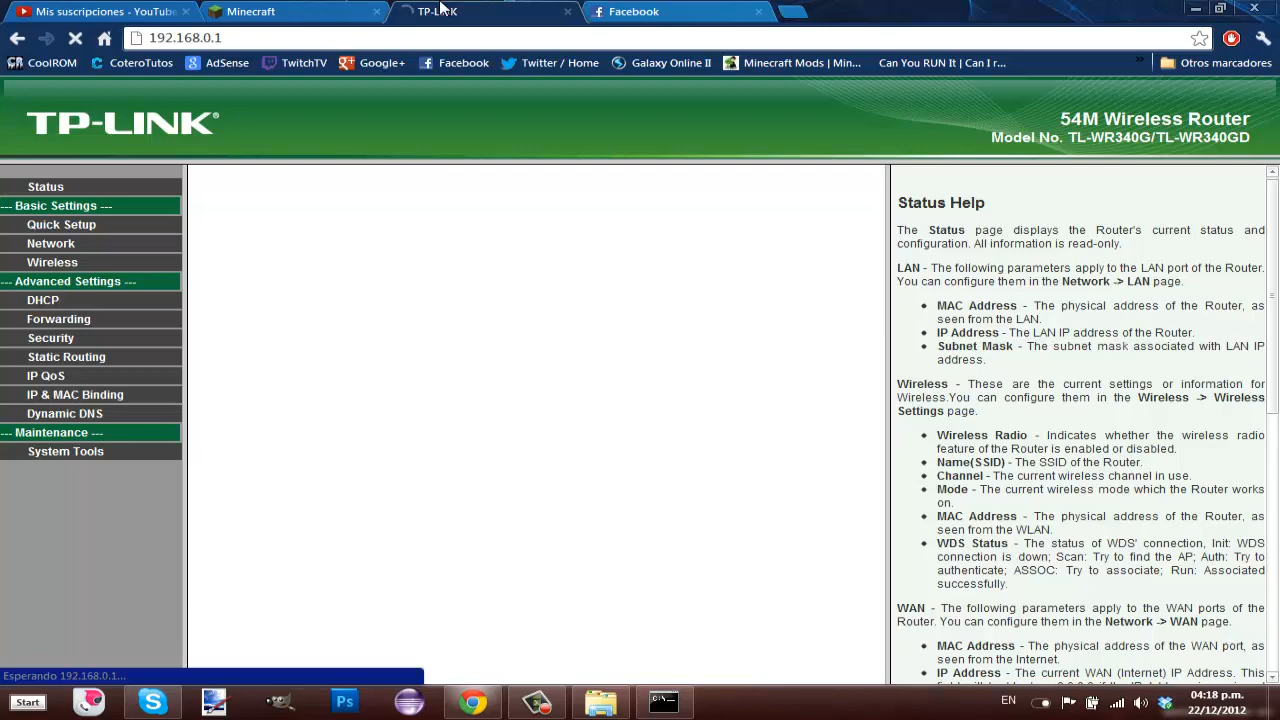 Mis suscripciones - YouTube
Minecraft
TP-LINK
Facebook
192.168.0.1
CoolROM
CoteroTutos
AdSense
TwitchTV
Google+
Facebook
Twitter / Home
Galaxy Online II
Minecraft Mods | Min...
Can You RUN It | Can I r...
»
Otros marcadores
TP-LINK®
54M Wireless Router
Model No. TL-WR340G/TL-WR340GD
Status
--- Basic Settings ---
Quick Setup
Network
Wireless
--- Advanced Settings ---
DHCP
Forwarding
Security
Static Routing
IP QoS
IP & MAC Binding
Dynamic DNS
--- Maintenance ---
System Tools
Status Help
The Status page displays the Router's current status and
configuration. All information is read-only.
LAN - The following parameters apply to the LAN port of the Router.
You can configure them in the Network -> LAN page.
MAC Address - The physical address of the Router, as
seen from the LAN.
IP Address - The LAN IP address of the Router.
Subnet Mask - The subnet mask associated with LAN IP
address.
Wireless - These are the current settings or information for
Wireless.You can configure them in the Wireless -> Wireless
Settings page.
Wireless Radio - Indicates whether the wireless radio
feature of the Router is enabled or disabled.
Name(SSID) - The SSID of the Router.
Channel - The current wireless channel in use.
Mode - The current wireless mode which the Router works
on.
MAC Address - The physical address of the Router, as
seen from the WLAN.
WDS Status - The status of WDS' connection, Init: WDS
connection is down; Scan: Try to find the AP; Auth: Try to
authenticate; ASSOC: Try to associate; Run: Associated
successfully.
WAN - The following parameters apply to the WAN ports of the
Router. You can configure them in the Network -> WAN page.
MAC Address - The physical address of the WAN port, as
seen from the Internet.
IP Address - The current WAN (Internet) IP Address. This
Esperando 192.168.0.1...
Start
Ps
EN
04:18 p.m.
22/12/2012